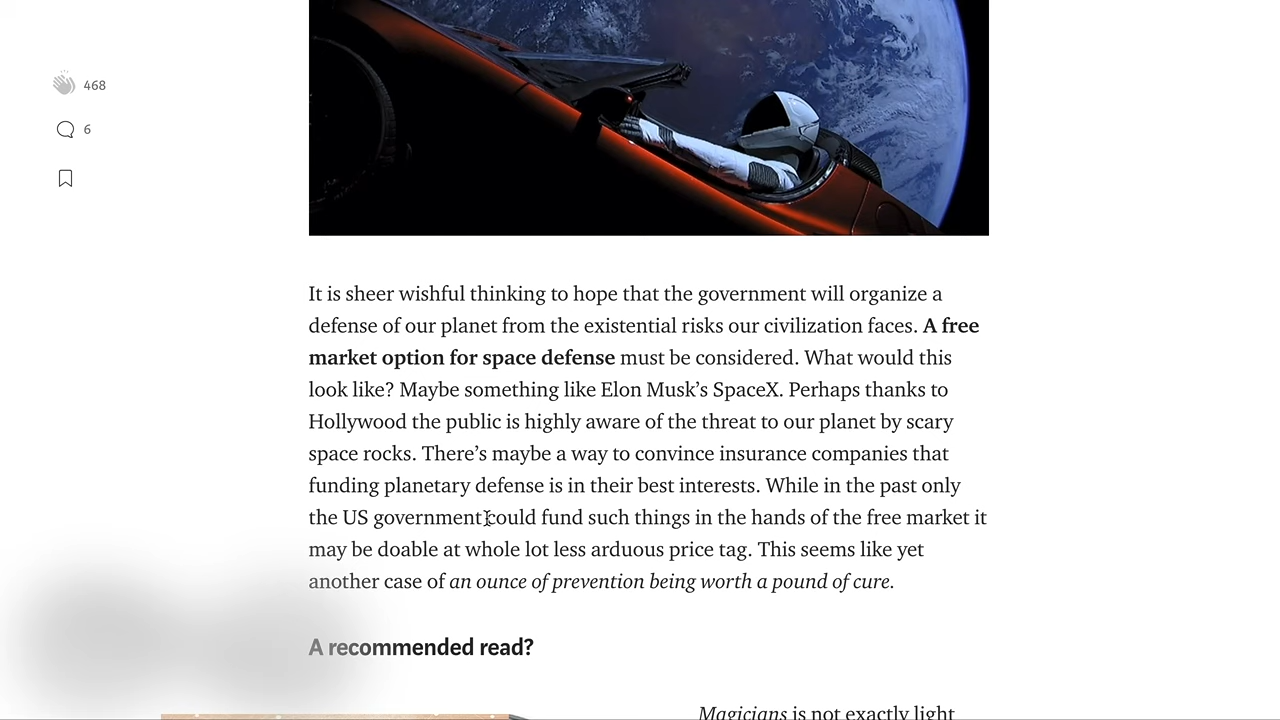 468
6
It is sheer wishful thinking to hope that the government will organize a
defense of our planet from the existential risks our civilization faces. A free
market option for space defense must be considered. What would this
look like? Maybe something like Elon Musk’s SpaceX. Perhaps thanks to
Hollywood the public is highly aware of the threat to our planet by scary
space rocks. There’s maybe a way to convince insurance companies that
funding planetary defense is in their best interests. While in the past only
the US government could fund such things in the hands of the free market it
may be doable at whole lot less arduous price tag. This seems like yet
another case of an ounce of prevention being worth a pound of cure.
A recommended read?
Magicians is not exactly light